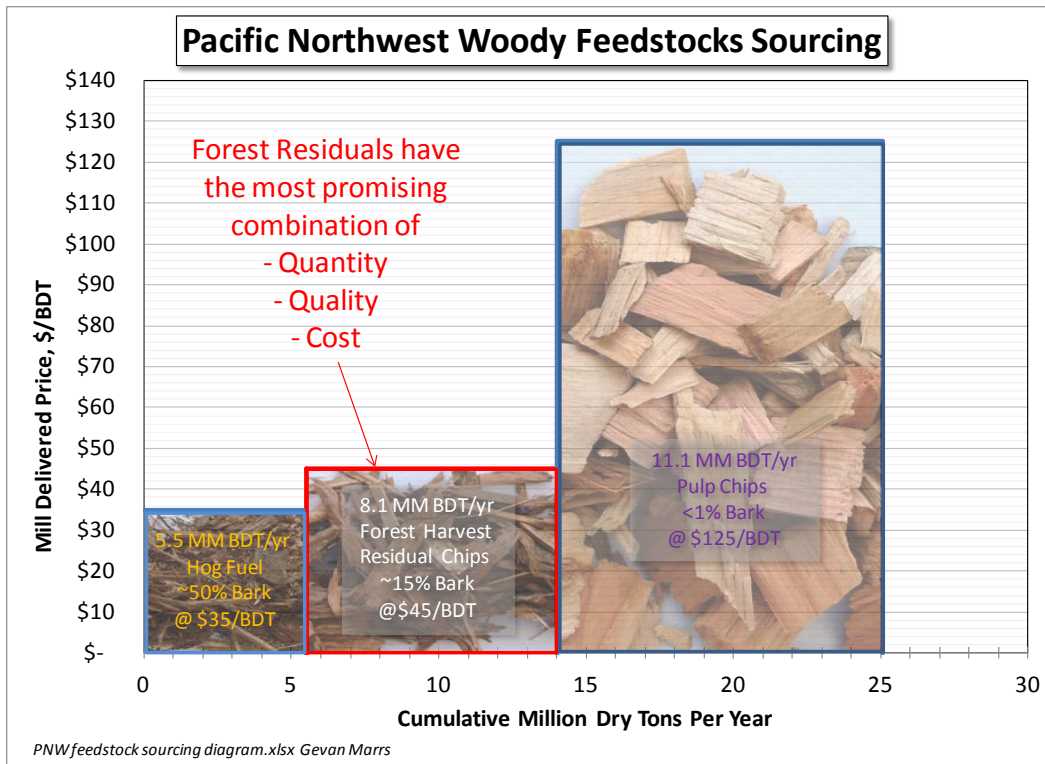 Pacific Northwest Woody Feedstocks Sourcing
$140
$130
$120
$110
$100
$90
$80
$70
$60
$50
$40
$30
$20
$10
$-
Mill Delivered Price, $/BDT
Forest Residuals have
the most promising
combination of
- Quantity
- Quality
- Cost
5.5 MM BDT/yr
Hog Fuel
~50% Bark
@ $35/BDT
8.1 MM BDT/yr
Forest Harvest
Residual Chips
~15% Bark
@$45/BDT
11.1 MM BDT/yr
Pulp Chips
<1% Bark
@ $125/BDT
0 5 10 15 20 25 30
Cumulative Million Dry Tons Per Year
PNW feedstock sourcing diagram.xlsx Gevan Marrs